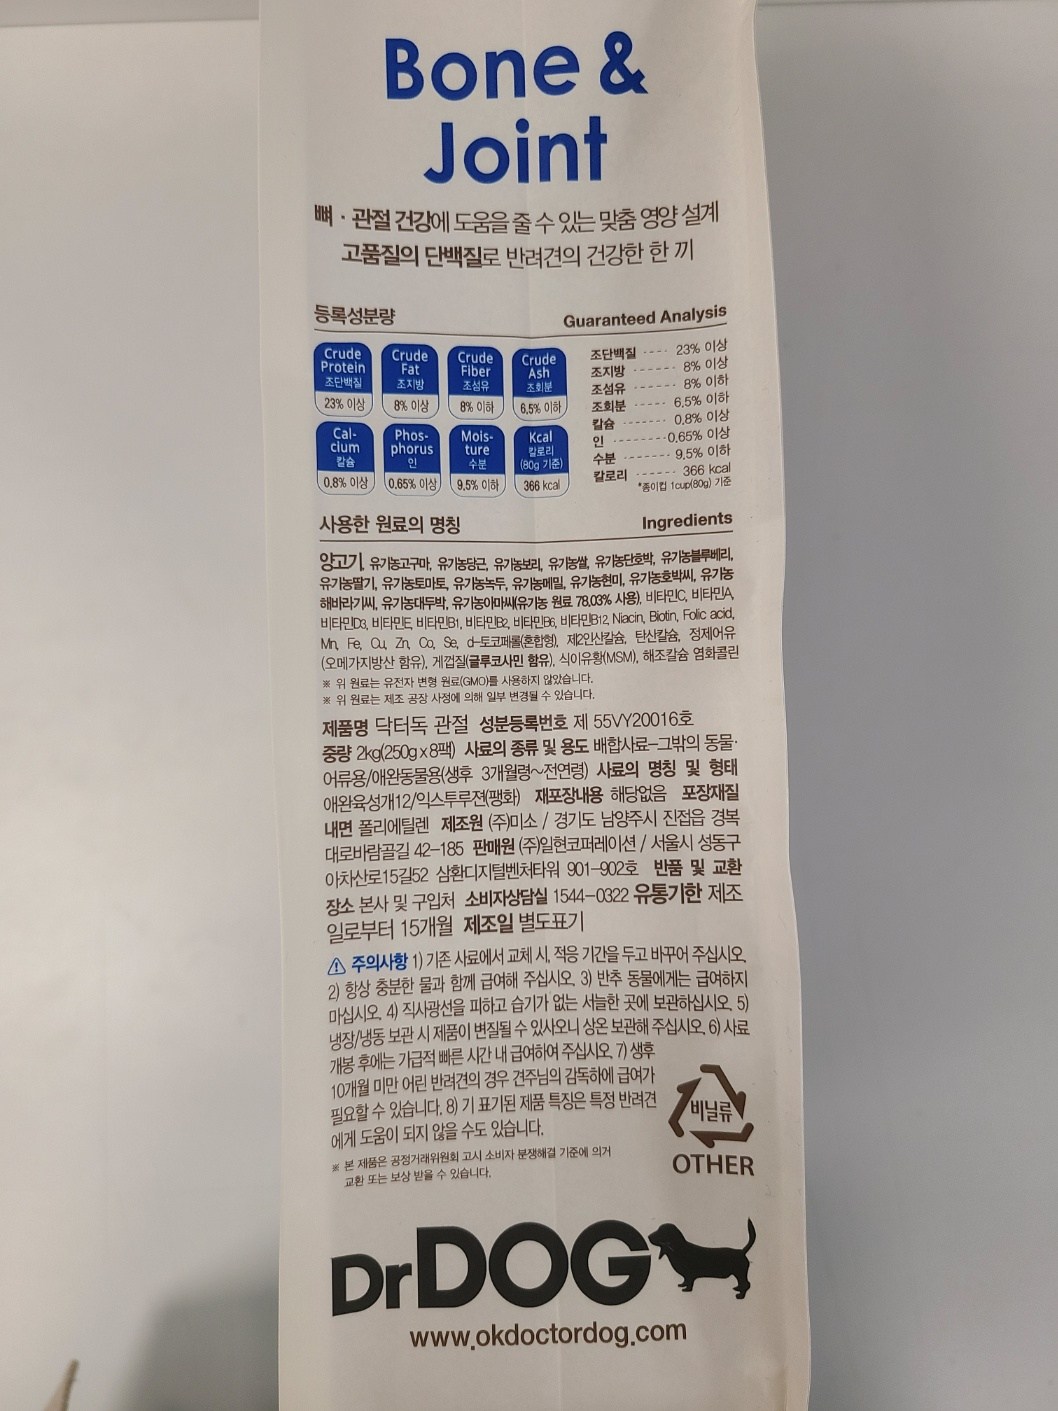 Bone &
Joint
뼈 · 관절 건강에 도움을 줄 수 있는 맞춤 영양 설계
고품질의 단백질로 반려견의 건강한 한 끼
등록성분량 Guaranteed Analysis
Crude Protein 조단백질 23% 이상
Crude Fat 조지방 8% 이상
Crude Fiber 조섬유 8% 이하
Crude Ash 조회분 6.5% 이하
Cal-cium 칼슘 0.8% 이상
Phos-phorus 인 0.65% 이상
Mois-ture 수분 9.5% 이하
Kcal 칼로리 (80g 기준) 366 kcal
조단백질 ---- 23% 이상
조지방 ------ 8% 이상
조섬유 ------ 8% 이하
조회분 ----- 6.5% 이하
칼슘 ------ 0.8% 이상
인 --------0.65% 이상
수분 ------- 9.5% 이하
칼로리 ------ 366 kcal
*종이컵 1cup(80g) 기준
사용한 원료의 명칭 Ingredients
양고기, 유기농고구마, 유기농당근, 유기농보리, 유기농쌀, 유기농단호박, 유기농블루베리,
유기농딸기, 유기농토마토, 유기농녹두, 유기농메밀, 유기농현미, 유기농호박씨, 유기농
해바라기씨, 유기농대두박, 유기농아마씨(유기농 원료 78.03% 사용), 비타민C, 비타민A,
비타민D3, 비타민E, 비타민B1, 비타민B2, 비타민B6, 비타민B12, Niacin, Biotin, Folic acid,
Mn, Fe, Cu, Zn, Co, Se, d-토코페롤(혼합형), 제2인산칼슘, 탄산칼슘, 정제어유
(오메가지방산 함유), 게껍질(글루코사민 함유), 식이유황(MSM), 해조칼슘 염화콜린
※ 위 원료는 유전자 변형 원료(GMO)를 사용하지 않았습니다.
※ 위 원료는 제조 공장 사정에 의해 일부 변경될 수 있습니다.
제품명 닥터독 관절 성분등록번호 제 55VY20016호
중량 2kg(250g x 8팩) 사료의 종류 및 용도 배합사료-그밖의 동물·
어류용/애완동물용(생후 3개월령~전연령) 사료의 명칭 및 형태
애완육성개12/익스투루젼(팽화) 재포장내용 해당없음 포장재질
내면 폴리에틸렌 제조원 (주)미소 / 경기도 남양주시 진접읍 경복
대로바람골길 42-185 판매원 (주)일현코퍼레이션 / 서울시 성동구
아차산로15길52 삼환디지털벤처타워 901-902호 반품 및 교환
장소 본사 및 구입처 소비자상담실 1544-0322 유통기한 제조
일로부터 15개월 제조일 별도표기
주의사항 1) 기존 사료에서 교체 시, 적응 기간을 두고 바꾸어 주십시오.
2) 항상 충분한 물과 함께 급여해 주십시오. 3) 반추 동물에게는 급여하지
마십시오. 4) 직사광선을 피하고 습기가 없는 서늘한 곳에 보관하십시오. 5)
냉장/냉동 보관 시 제품이 변질될 수 있사오니 상온 보관해 주십시오. 6) 사료
개봉 후에는 가급적 빠른 시간 내 급여하여 주십시오. 7) 생후
10개월 미만 어린 반려견의 경우 견주님의 감독하에 급여가
필요할 수 있습니다. 8) 기 표기된 제품 특징은 특정 반려견
에게 도움이 되지 않을 수도 있습니다.
※ 본 제품은 공정거래위원회 고시 소비자 분쟁해결 기준에 의거
교환 또는 보상 받을 수 있습니다.
비닐류
OTHER
DrDOG
www.okdoctordog.com